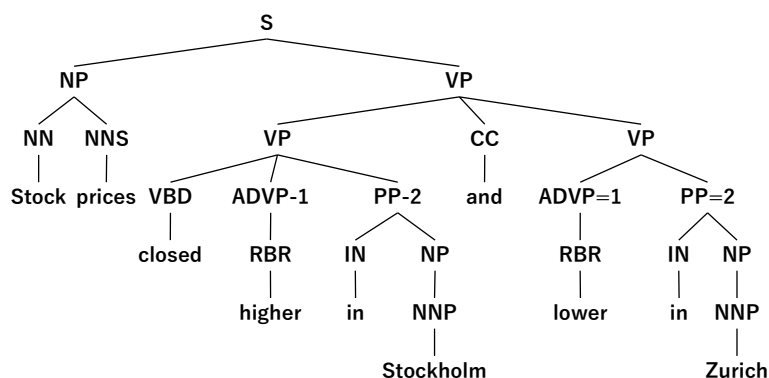 S
NP VP
NN NNS VP CC VP
Stock prices VBD ADVP-1 PP-2 and ADVP=1 PP=2
closed RBR IN NP RBR IN NP
higher in NNP lower in NNP
Stockholm Zurich